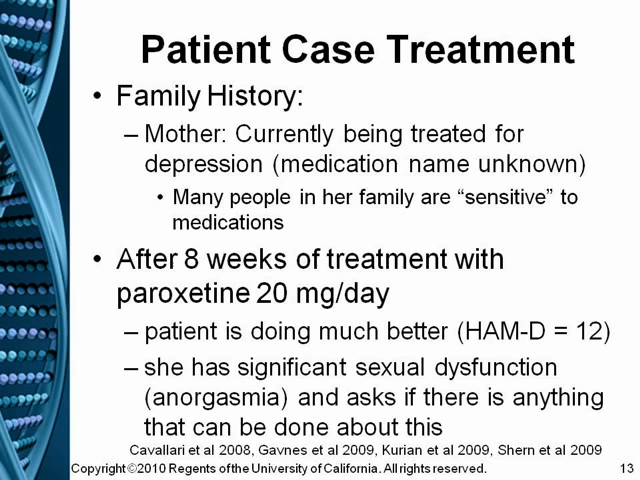 Patient Case Treatment
• Family History:
– Mother: Currently being treated for
depression (medication name unknown)
• Many people in her family are “sensitive” to
medications
• After 8 weeks of treatment with
paroxetine 20 mg/day
– patient is doing much better (HAM-D = 12)
– she has significant sexual dysfunction
(anorgasmia) and asks if there is anything
that can be done about this
Cavallari et al 2008, Gavnes et al 2009, Kurian et al 2009, Shern et al 2009
Copyright ©2010 Regents of the University of California. All rights reserved. 13